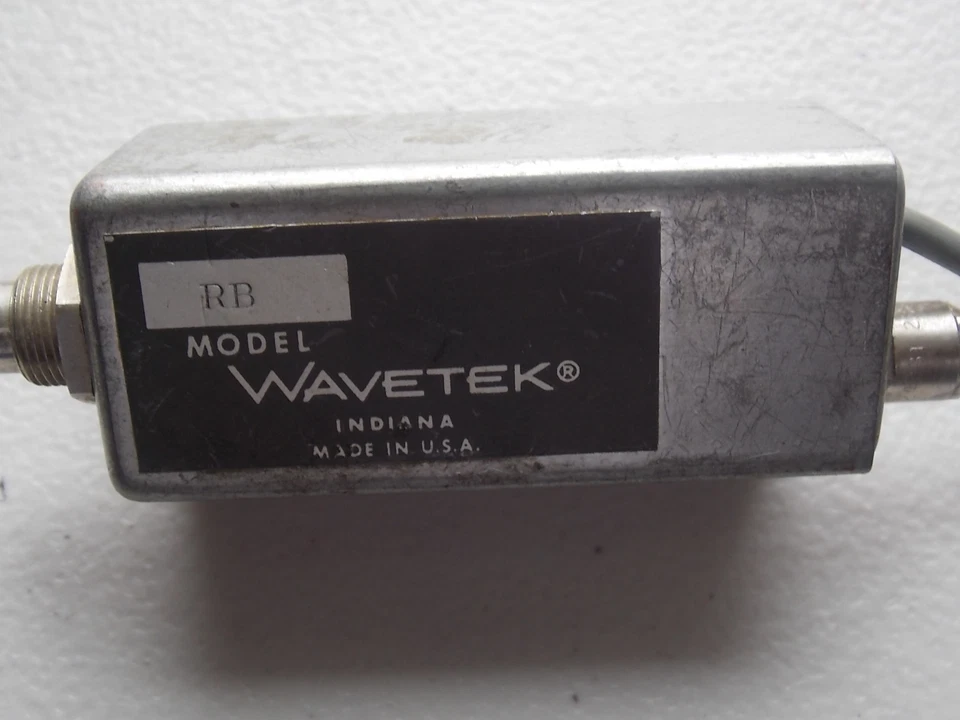 RB
MODEL
WAVETEK®
INDIANA
MADE IN U.S.A.